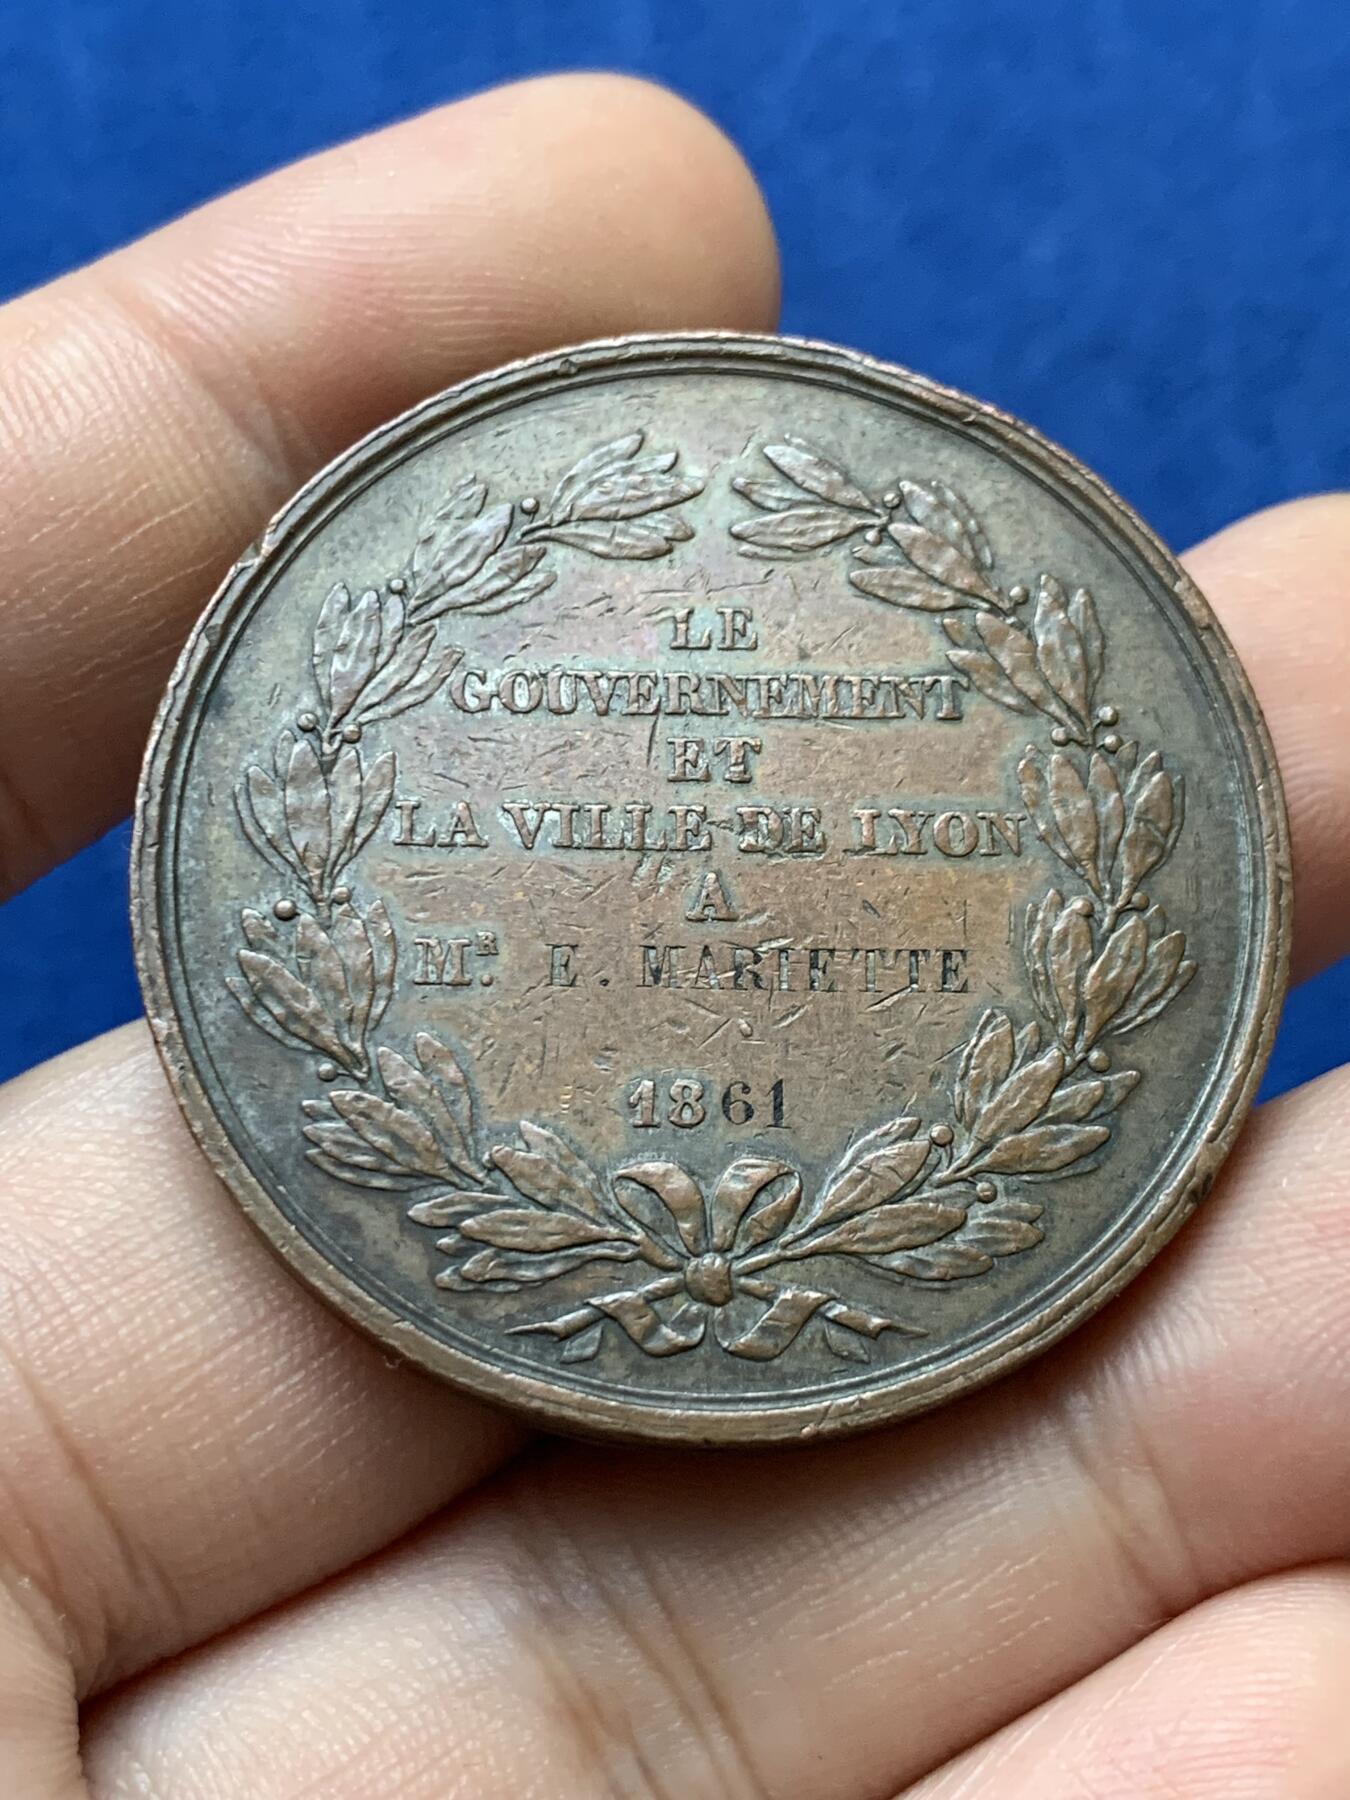 LE
GOUVERNEMENT
ET
LA VILLE DE LYON
A
MR. E. MARIETTE
1861